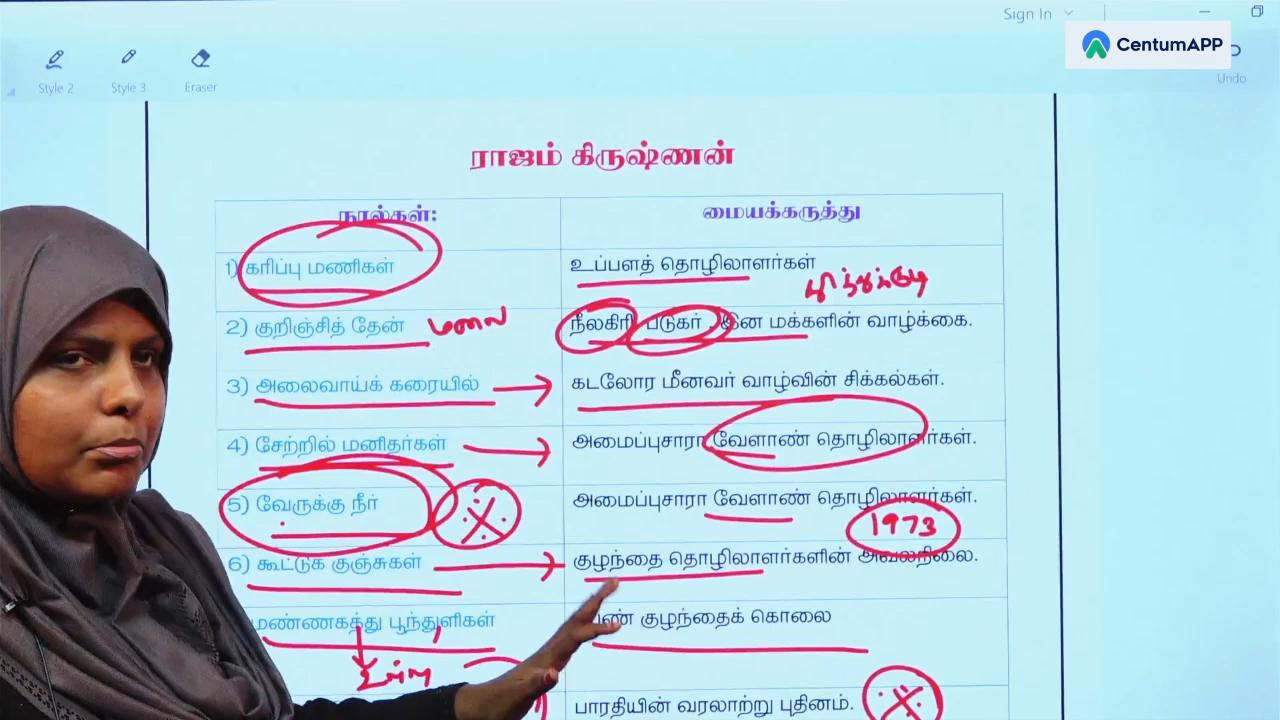 Sign In
CentumAPP
Style 2 Style 3 Eraser Undo
ராஜம் கிருஷ்ணன்
நூல்கள்: மையக்கருத்து
1) கரிப்பு மணிகள் உப்பளத் தொழிலாளர்கள்
2) குறிஞ்சித் தேன் மலை நீலகிரி படுகர் இன மக்களின் வாழ்க்கை.
3) அலைவாய்க் கரையில் கடலோர மீனவர் வாழ்வின் சிக்கல்கள்.
4) சேற்றில் மனிதர்கள் அமைப்புசாரா வேளாண் தொழிலாளர்கள்.
5) வேருக்கு நீர் அமைப்புசாரா வேளாண் தொழிலாளர்கள்.
1973
6) கூட்டுக் குஞ்சுகள் குழந்தை தொழிலாளர்களின் அவலநிலை.
மண்ணகத்து பூந்துளிகள் குழந்தைக் கொலை
பாரதியின் வரலாற்று புதினம்.